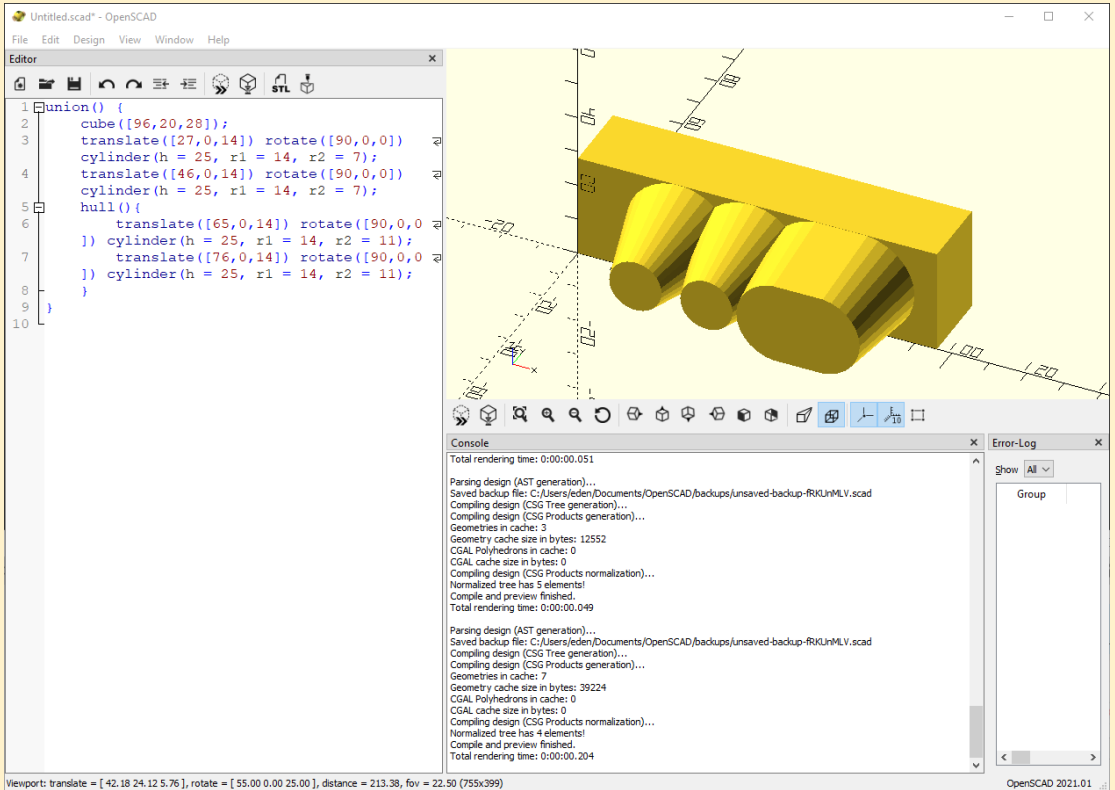 Untitled.scad* - OpenSCAD
File Edit Design View Window Help
Editor
STL
1 union() {
2 cube([96,20,28]);
3 translate([27,0,14]) rotate([90,0,0])
cylinder(h = 25, r1 = 14, r2 = 7);
4 translate([46,0,14]) rotate([90,0,0])
cylinder(h = 25, r1 = 14, r2 = 7);
5 hull(){
6 translate([65,0,14]) rotate([90,0,0
]) cylinder(h = 25, r1 = 14, r2 = 11);
7 translate([76,0,14]) rotate([90,0,0
]) cylinder(h = 25, r1 = 14, r2 = 11);
8 }
9 }
10
x
10
Console
Total rendering time: 0:00:00.051
Parsing design (AST generation)...
Saved backup file: C:/Users/eden/Documents/OpenSCAD/backups/unsaved-backup-fRKUnMLV.scad
Compiling design (CSG Tree generation)...
Compiling design (CSG Products generation)...
Geometries in cache: 3
Geometry cache size in bytes: 12552
CGAL Polyhedrons in cache: 0
CGAL cache size in bytes: 0
Compiling design (CSG Products normalization)...
Normalized tree has 5 elements!
Compile and preview finished.
Total rendering time: 0:00:00.049
Parsing design (AST generation)...
Saved backup file: C:/Users/eden/Documents/OpenSCAD/backups/unsaved-backup-fRKUnMLV.scad
Compiling design (CSG Tree generation)...
Compiling design (CSG Products generation)...
Geometries in cache: 7
Geometry cache size in bytes: 39224
CGAL Polyhedrons in cache: 0
CGAL cache size in bytes: 0
Compiling design (CSG Products normalization)...
Normalized tree has 4 elements!
Compile and preview finished.
Total rendering time: 0:00:00.204
Error-Log
Show All
Group
Viewport: translate = [ 42.18 24.12 5.76 ], rotate = [ 55.00 0.00 25.00 ], distance = 213.38, fov = 22.50 (755x399)
OpenSCAD 2021.01